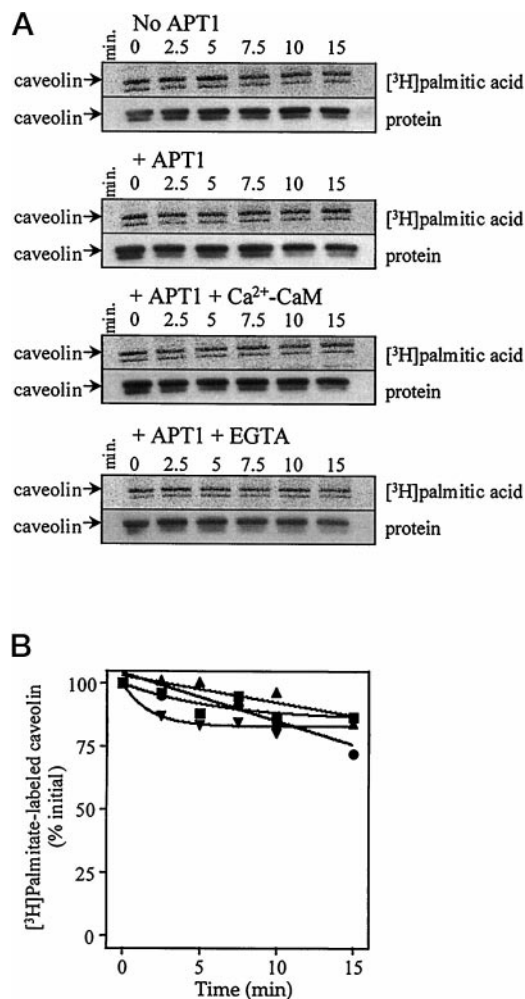 A
No APT1
min. 0 2.5 5 7.5 10 15
caveolin [³H]palmitic acid
caveolin protein
+ APT1
min. 0 2.5 5 7.5 10 15
caveolin [³H]palmitic acid
caveolin protein
+ APT1 + Ca²⁺-CaM
min. 0 2.5 5 7.5 10 15
caveolin [³H]palmitic acid
caveolin protein
+ APT1 + EGTA
min. 0 2.5 5 7.5 10 15
caveolin [³H]palmitic acid
caveolin protein
B
[³H]Palmitate-labeled caveolin
(% initial)
100
75
50
25
0
0 5 10 15
Time (min)